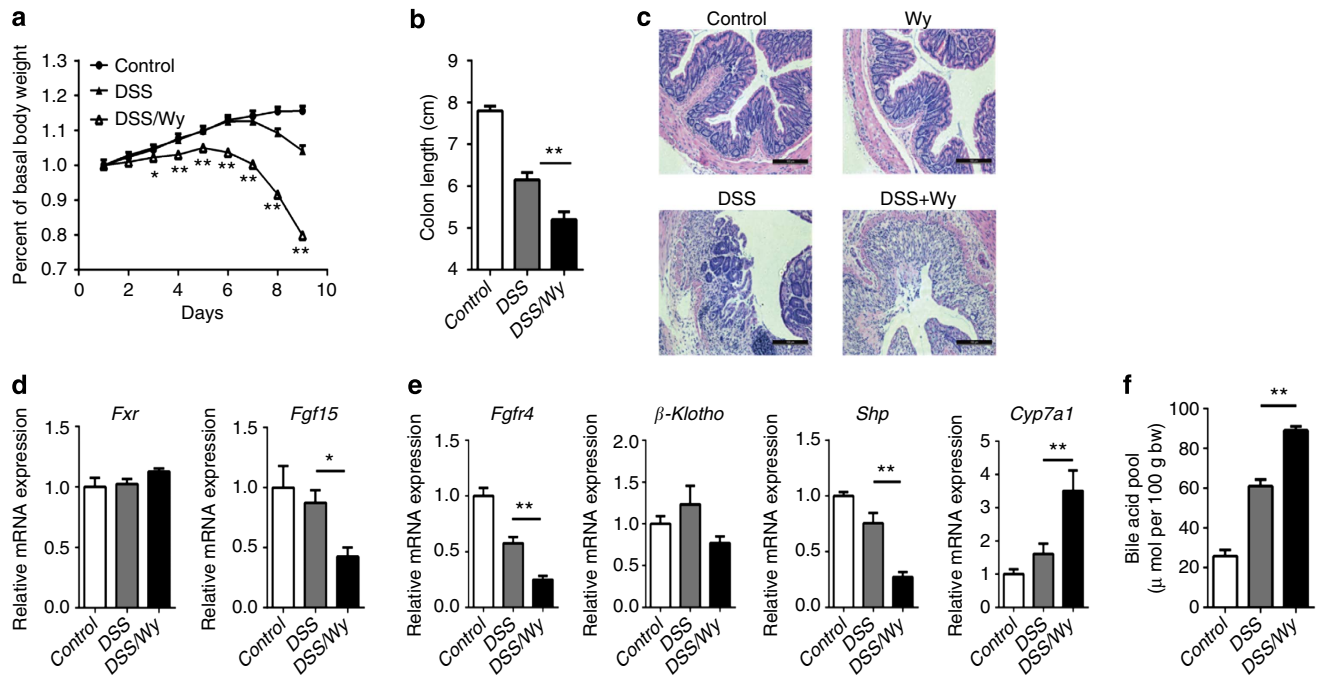 a
Percent of basal body weight
1.3
1.2
1.1
1.0
0.9
0.8
0.7
Control
DSS
DSS/Wy
*
**
**
**
**
**
**
0 2 4 6 8 10
Days
b
Colon length (cm)
9
8
7
6
5
4
**
Control DSS DSS/Wy
c
Control Wy
DSS DSS+Wy
d
Fxr
Relative mRNA expression
1.5
1.0
0.5
0.0
Control DSS DSS/Wy
Fgf15
Relative mRNA expression
1.5
1.0
0.5
0.0
*
Control DSS DSS/Wy
e
Fgfr4
Relative mRNA expression
1.5
1.0
0.5
0.0
**
Control DSS DSS/Wy
β-Klotho
Relative mRNA expression
2.0
1.5
1.0
0.5
0.0
Control DSS DSS/Wy
Shp
Relative mRNA expression
1.5
1.0
0.5
0.0
**
Control DSS DSS/Wy
Cyp7a1
Relative mRNA expression
5
4
3
2
1
0
**
Control DSS DSS/Wy
f
Bile acid pool
(μ mol per 100 g bw)
100
80
60
40
20
0
**
Control DSS DSS/Wy